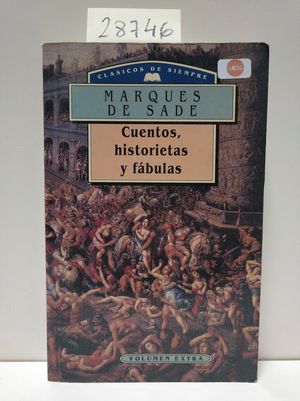 28746
CLASICOS DE SIEMPRE
MARQUES
DE SADE
Cuentos,
historietas
y fábulas
VOLUMEN EXTRA